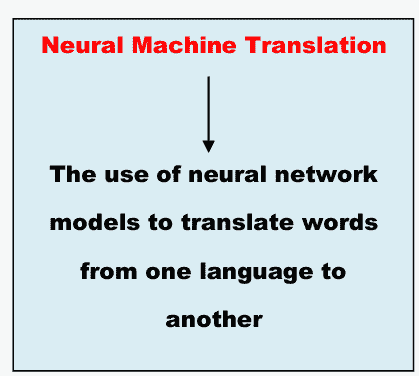 Neural Machine Translation
The use of neural network
models to translate words
from one language to
another